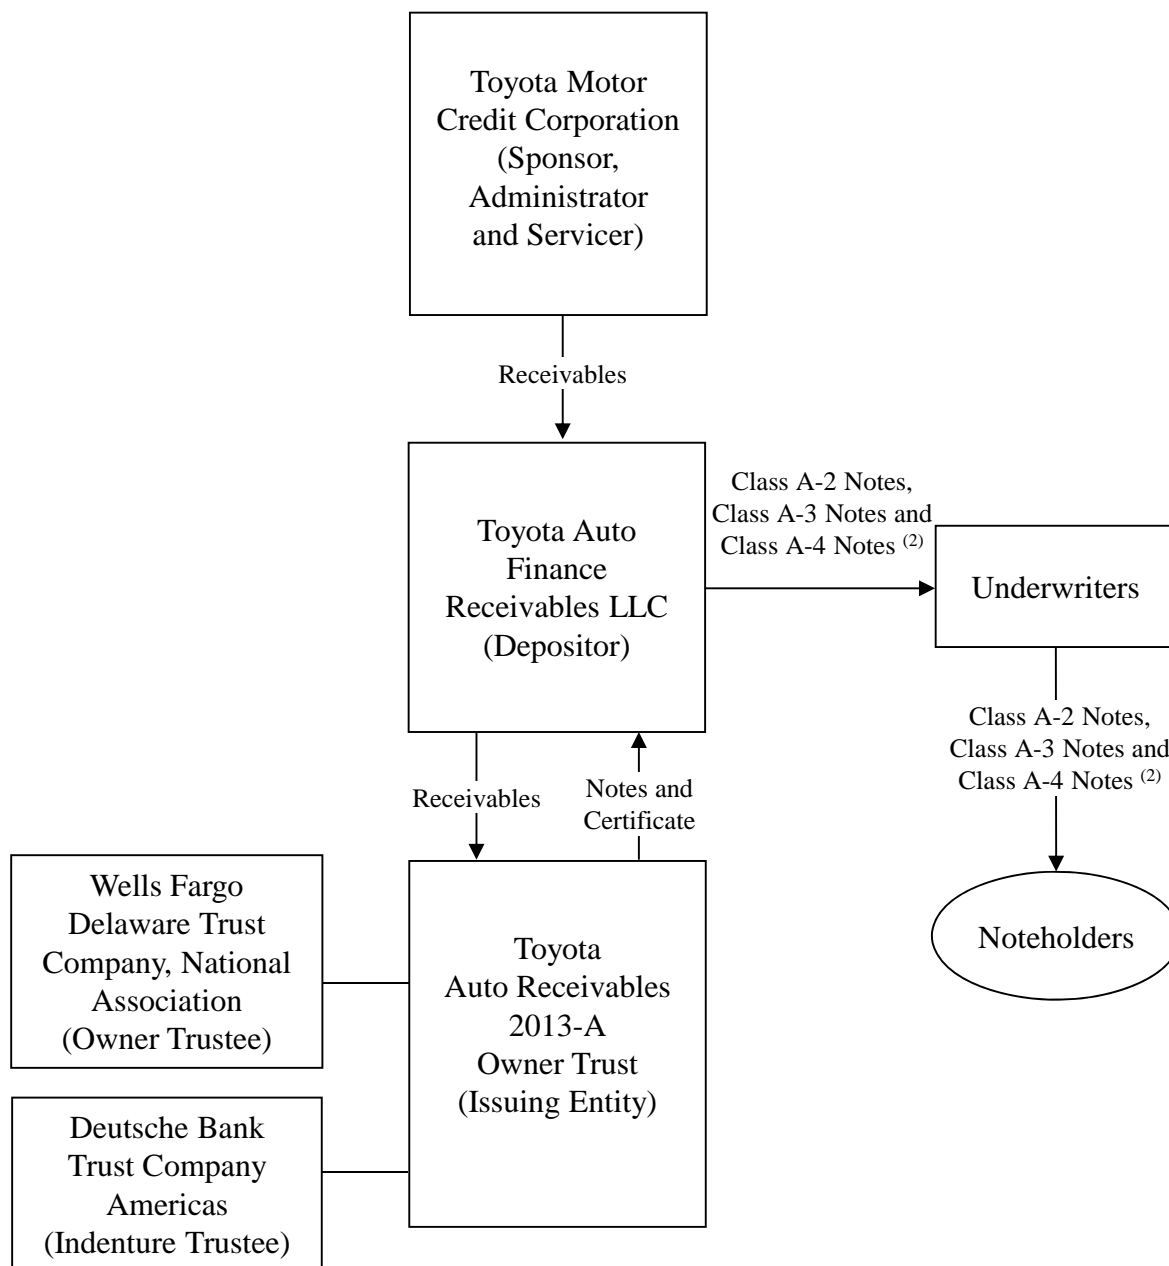 Toyota Motor
Credit Corporation
(Sponsor,
Administrator
and Servicer)
Receivables
Toyota Auto
Finance
Receivables LLC
(Depositor)
Class A-2 Notes,
Class A-3 Notes and
Class A-4 Notes (2)
Underwriters
Class A-2 Notes,
Class A-3 Notes and
Class A-4 Notes (2)
Noteholders
Receivables
Notes and
Certificate
Wells Fargo
Delaware Trust
Company, National
Association
(Owner Trustee)
Toyota
Auto Receivables
2013-A
Owner Trust
(Issuing Entity)
Deutsche Bank
Trust Company
Americas
(Indenture Trustee)